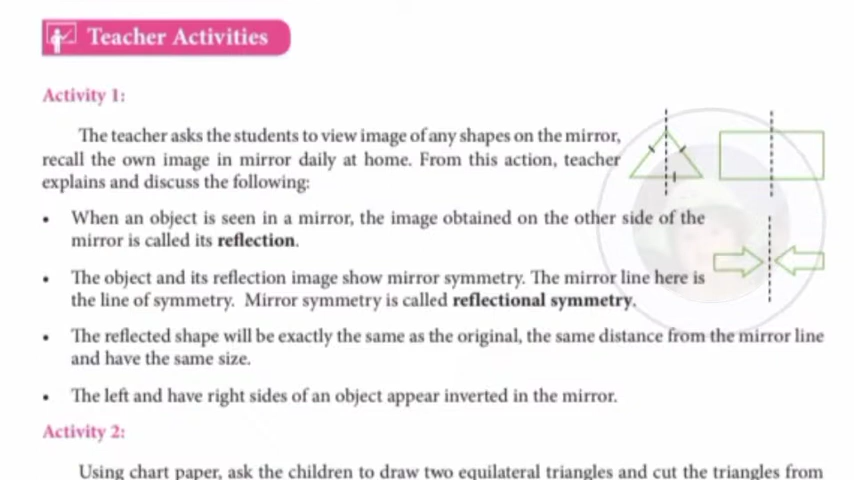 Teacher Activities
Activity 1:
The teacher asks the students to view image of any shapes on the mirror,
recall the own image in mirror daily at home. From this action, teacher
explains and discuss the following:
• When an object is seen in a mirror, the image obtained on the other side of the
mirror is called its reflection.
• The object and its reflection image show mirror symmetry. The mirror line here is
the line of symmetry. Mirror symmetry is called reflectional symmetry.
• The reflected shape will be exactly the same as the original, the same distance from the mirror line
and have the same size.
• The left and have right sides of an object appear inverted in the mirror.
Activity 2:
Using chart paper, ask the children to draw two equilateral triangles and cut the triangles from